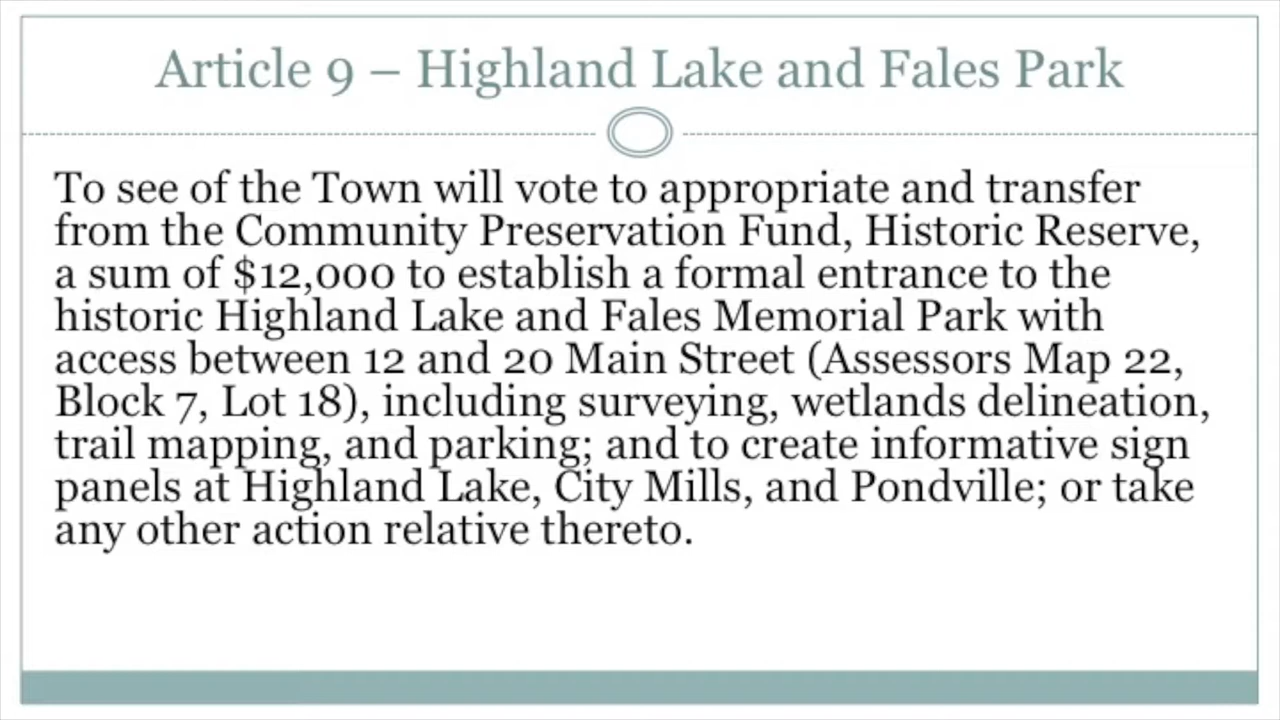 Article 9 – Highland Lake and Fales Park
To see of the Town will vote to appropriate and transfer
from the Community Preservation Fund, Historic Reserve,
a sum of $12,000 to establish a formal entrance to the
historic Highland Lake and Fales Memorial Park with
access between 12 and 20 Main Street (Assessors Map 22,
Block 7, Lot 18), including surveying, wetlands delineation,
trail mapping, and parking; and to create informative sign
panels at Highland Lake, City Mills, and Pondville; or take
any other action relative thereto.